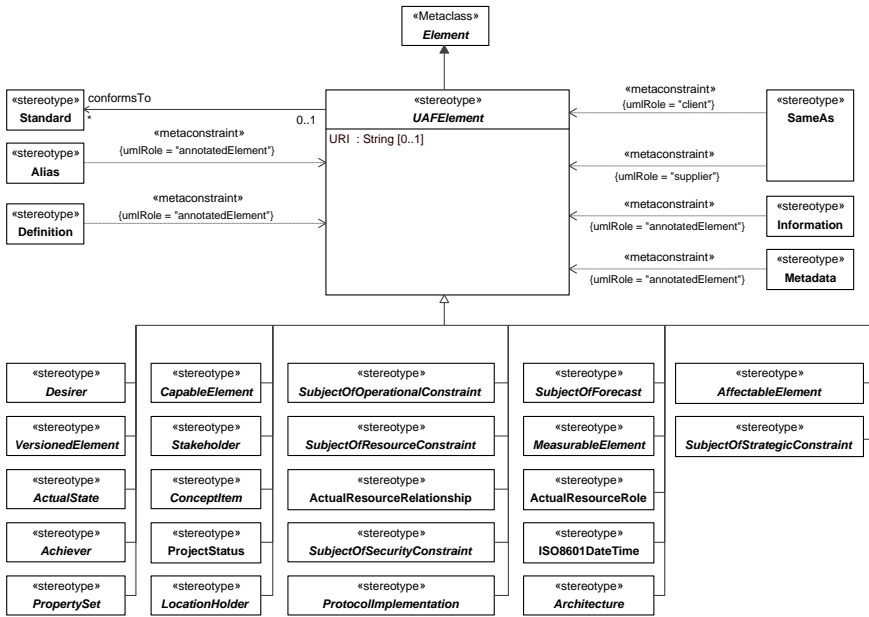 «Metaclass»
Element
«stereotype»
Standard
conformsTo
*
0..1
«stereotype»
UAFElement
URI : String [0..1]
«metaconstraint»
{umlRole = "client"}
«stereotype»
SameAs
«metaconstraint»
{umlRole = "annotatedElement"}
«stereotype»
Alias
«metaconstraint»
{umlRole = "supplier"}
«metaconstraint»
{umlRole = "annotatedElement"}
«stereotype»
Definition
«metaconstraint»
{umlRole = "annotatedElement"}
«stereotype»
Information
«metaconstraint»
{umlRole = "annotatedElement"}
«stereotype»
Metadata
«stereotype»
Desirer
«stereotype»
CapableElement
«stereotype»
SubjectOfOperationalConstraint
«stereotype»
SubjectOfForecast
«stereotype»
AffectableElement
«stereotype»
VersionedElement
«stereotype»
Stakeholder
«stereotype»
SubjectOfResourceConstraint
«stereotype»
MeasurableElement
«stereotype»
SubjectOfStrategicConstraint
«stereotype»
ActualState
«stereotype»
ConceptItem
«stereotype»
ActualResourceRelationship
«stereotype»
ActualResourceRole
«stereotype»
Achiever
«stereotype»
ProjectStatus
«stereotype»
SubjectOfSecurityConstraint
«stereotype»
ISO8601DateTime
«stereotype»
PropertySet
«stereotype»
LocationHolder
«stereotype»
ProtocolImplementation
«stereotype»
Architecture